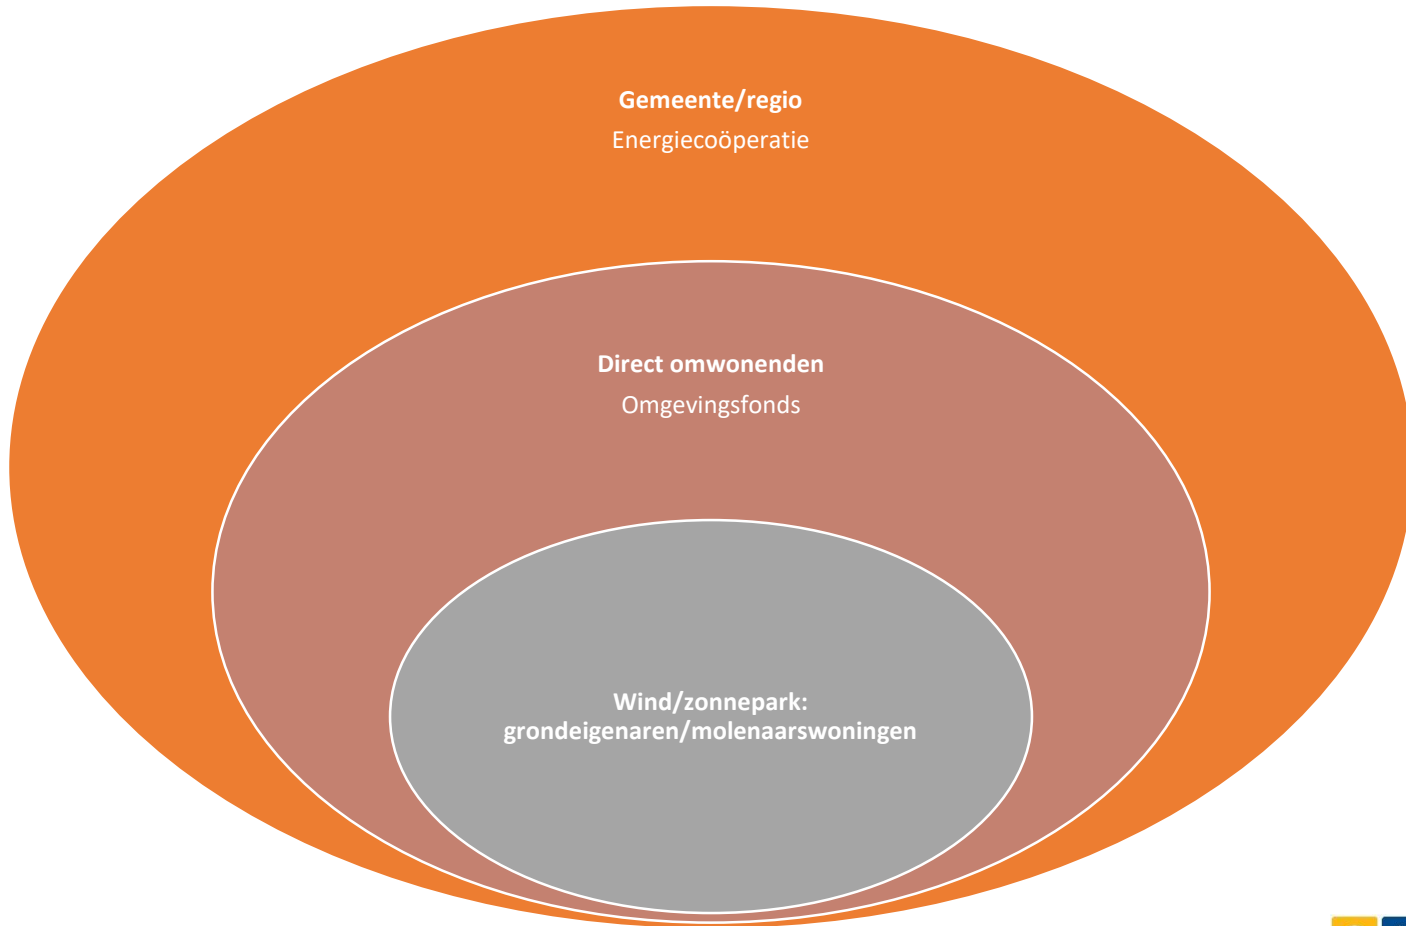 Gemeente/regio
Energiecoöperatie
Direct omwonenden
Omgevingsfonds
Wind/zonnepark:
grondeigenaren/molenaarswoningen